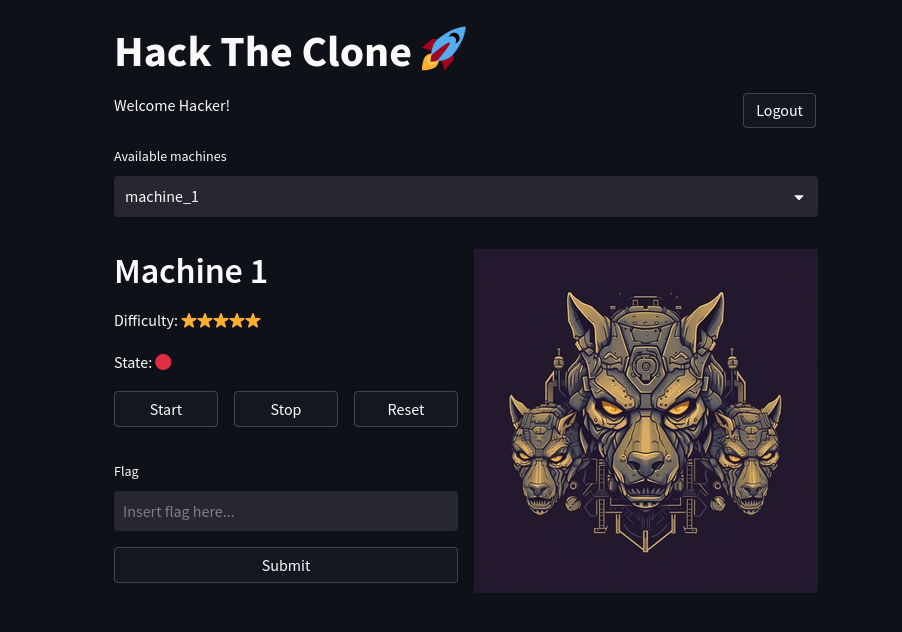 Hack The Clone 🚀
Welcome Hacker!
Logout
Available machines
machine_1
Machine 1
Difficulty: ⭐⭐⭐⭐⭐
State: 🔴
Start Stop Reset
Flag
Insert flag here...
Submit